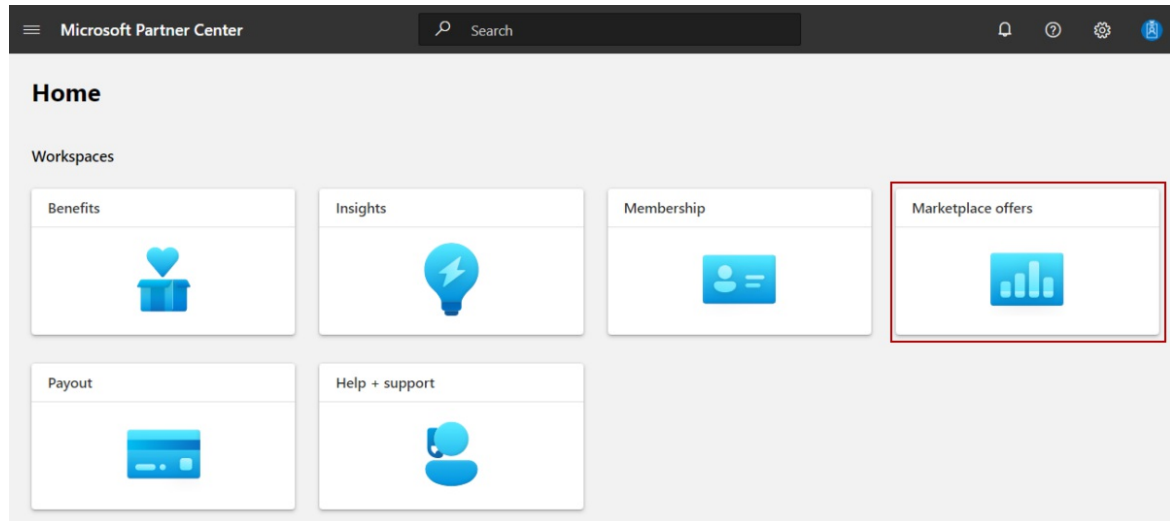 Microsoft Partner Center
Search
Home
Workspaces
Benefits
Insights
Membership
Marketplace offers
Payout
Help + support